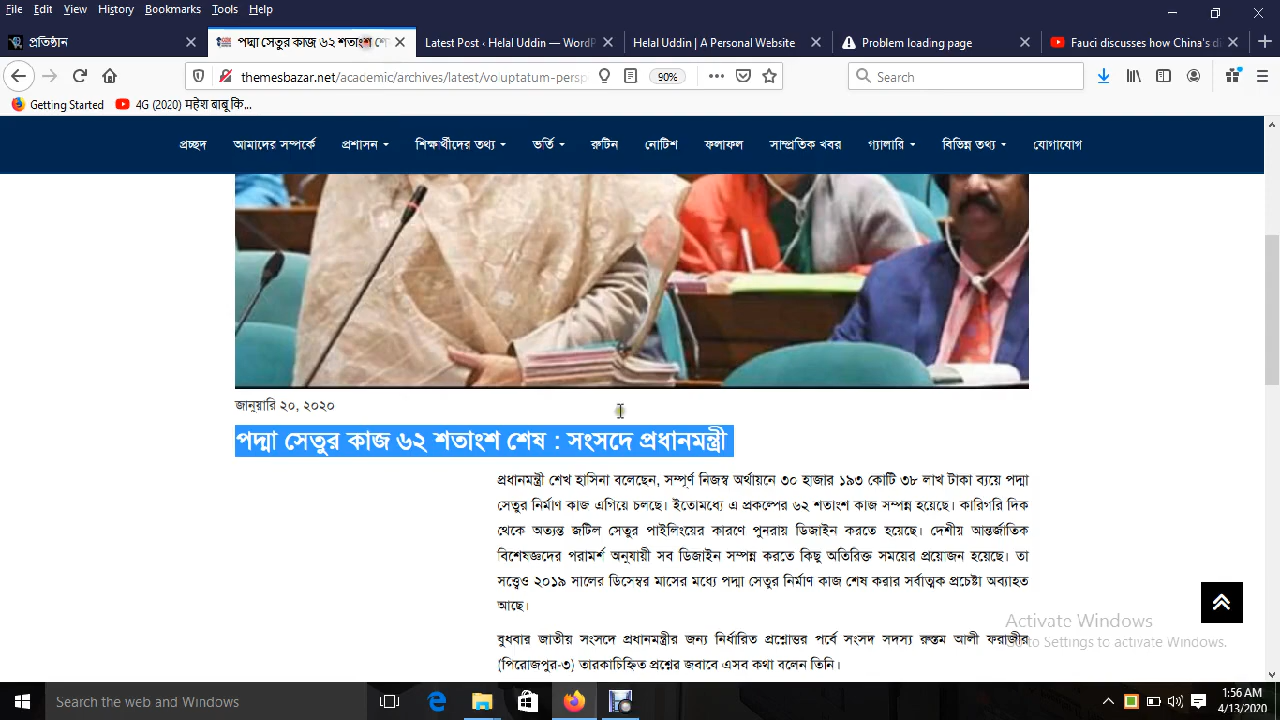 File Edit View History Bookmarks Tools Help
প্রতিষ্ঠান
পদ্মা সেতুর কাজ ৬২ শতাংশ শে
Latest Post ‹ Helal Uddin — WordP
Helal Uddin | A Personal Website
Problem loading page
Fauci discusses how China's di
themesbazar.net/academic/archives/latest/voluptatum-persp
90%
Search
Getting Started
4G (2020) महेश बाबू कि...
প্রচ্ছদ আমাদের সম্পর্কে প্রশাসন শিক্ষার্থীদের তথ্য ভর্তি রুটিন নোটিশ ফলাফল সাম্প্রতিক খবর গ্যালারি বিভিন্ন তথ্য যোগাযোগ
জানুয়ারি ২০, ২০২০
পদ্মা সেতুর কাজ ৬২ শতাংশ শেষ : সংসদে প্রধানমন্ত্রী
প্রধানমন্ত্রী শেখ হাসিনা বলেছেন, সম্পূর্ণ নিজস্ব অর্থায়নে ৩০ হাজার ১৯৩ কোটি ৩৮ লাখ টাকা ব্যয়ে পদ্মা
সেতুর নির্মাণ কাজ এগিয়ে চলছে। ইতোমধ্যে এ প্রকল্পের ৬২ শতাংশ কাজ সম্পন্ন হয়েছে। কারিগরি দিক
থেকে অত্যন্ত জটিল সেতুর পাইলিংয়ের কারণে পুনরায় ডিজাইন করতে হয়েছে। দেশীয় আন্তর্জাতিক
বিশেষজ্ঞদের পরামর্শ অনুযায়ী সব ডিজাইন সম্পন্ন করতে কিছু অতিরিক্ত সময়ের প্রয়োজন হয়েছে। তা
সত্ত্বেও ২০১৯ সালের ডিসেম্বর মাসের মধ্যে পদ্মা সেতুর নির্মাণ কাজ শেষ করার সর্বাত্মক প্রচেষ্টা অব্যাহত
আছে।
বুধবার জাতীয় সংসদে প্রধানমন্ত্রীর জন্য নির্ধারিত প্রশ্নোত্তর পর্বে সংসদ সদস্য রুস্তম আলী ফরাজীর
(পিরোজপুর-৩) তারকাচিহ্নিত প্রশ্নের জবাবে এসব কথা বলেন তিনি।
Activate Windows
Go to Settings to activate Windows.
Search the web and Windows
1:56 AM
4/13/2020